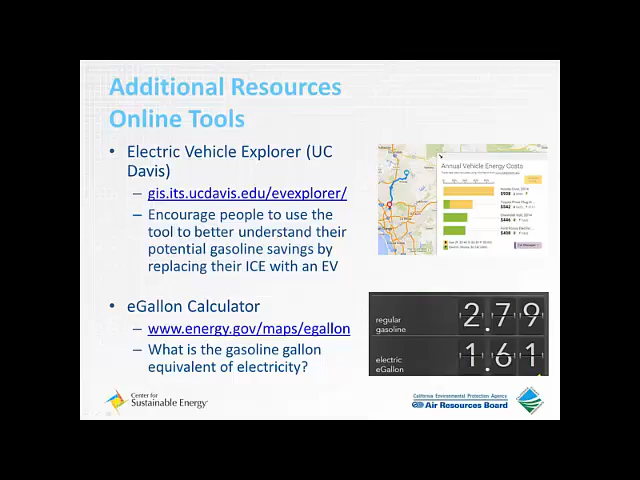 Additional Resources
Online Tools
• Electric Vehicle Explorer (UC
Davis)
– gis.its.ucdavis.edu/evexplorer/
– Encourage people to use the
tool to better understand their
potential gasoline savings by
replacing their ICE with an EV
Annual Vehicle Energy Costs
• eGallon Calculator
– www.energy.gov/maps/egallon
– What is the gasoline gallon
equivalent of electricity?
regular
gasoline
2.79
electric
eGallon
1.61
Center for
Sustainable Energy
California Environmental Protection Agency
Air Resources Board